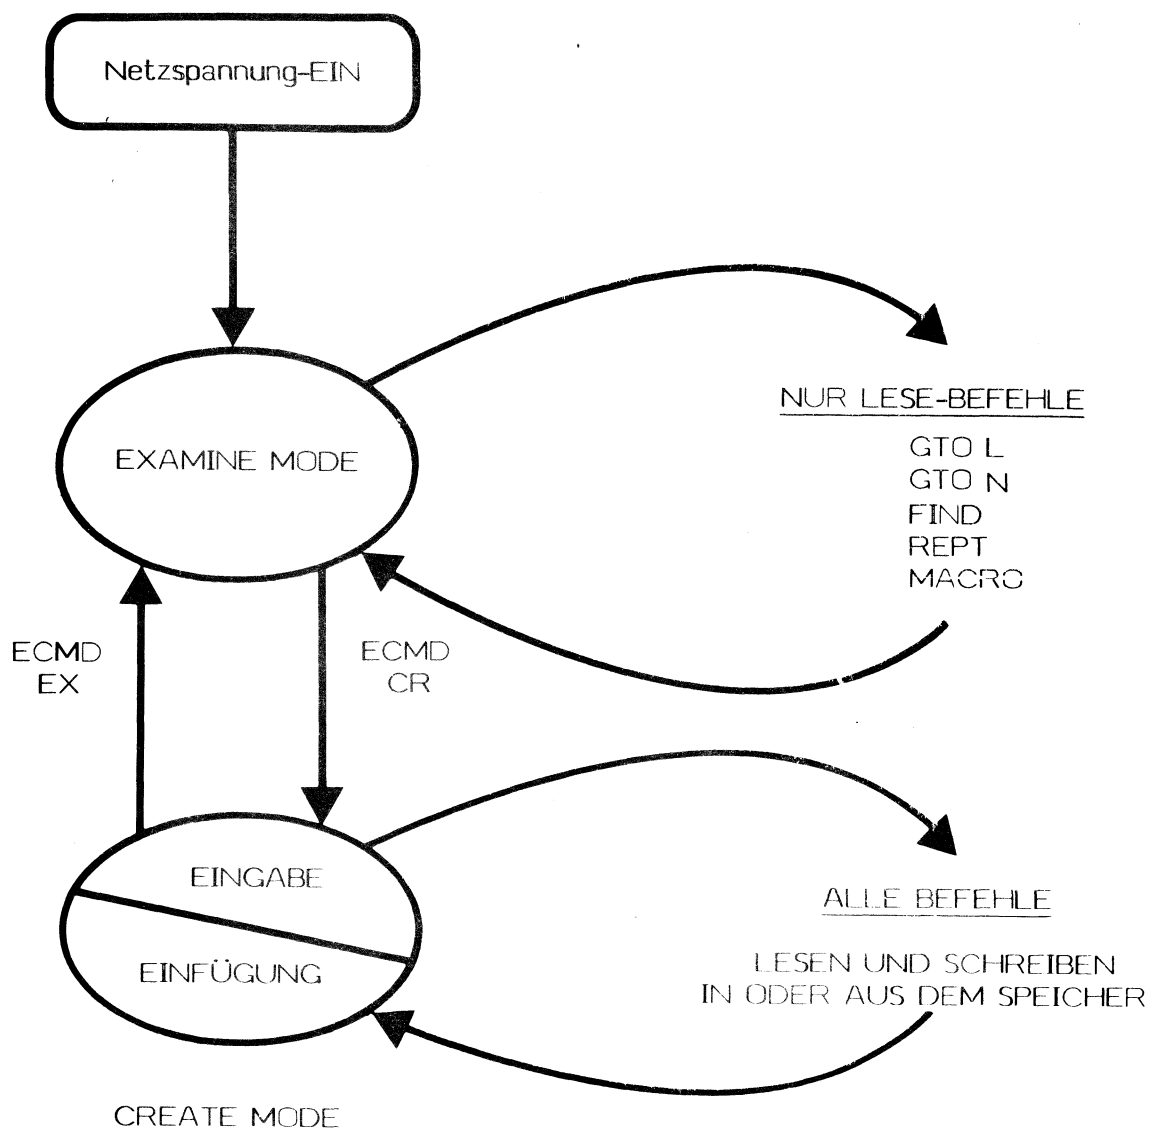 Netzspannung-EIN
EXAMINE MODE
NUR LESE-BEFEHLE
GTO L
GTO N
FIND
REPT
MACRO
ECMD
EX
ECMD
CR
EINGABE
EINFÜGUNG
ALLE BEFEHLE
LESEN UND SCHREIBEN
IN ODER AUS DEM SPEICHER
CREATE MODE